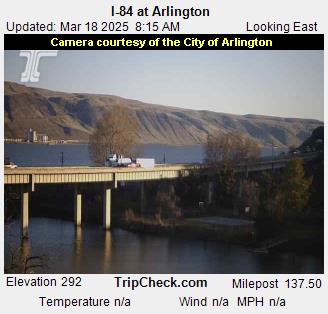 I-84 at Arlington
Updated: Mar 18 2025 8:15 AM Looking East
Camera courtesy of the City of Arlington
Elevation 292 TripCheck.com Milepost 137.50
Temperature n/a Wind n/a MPH n/a